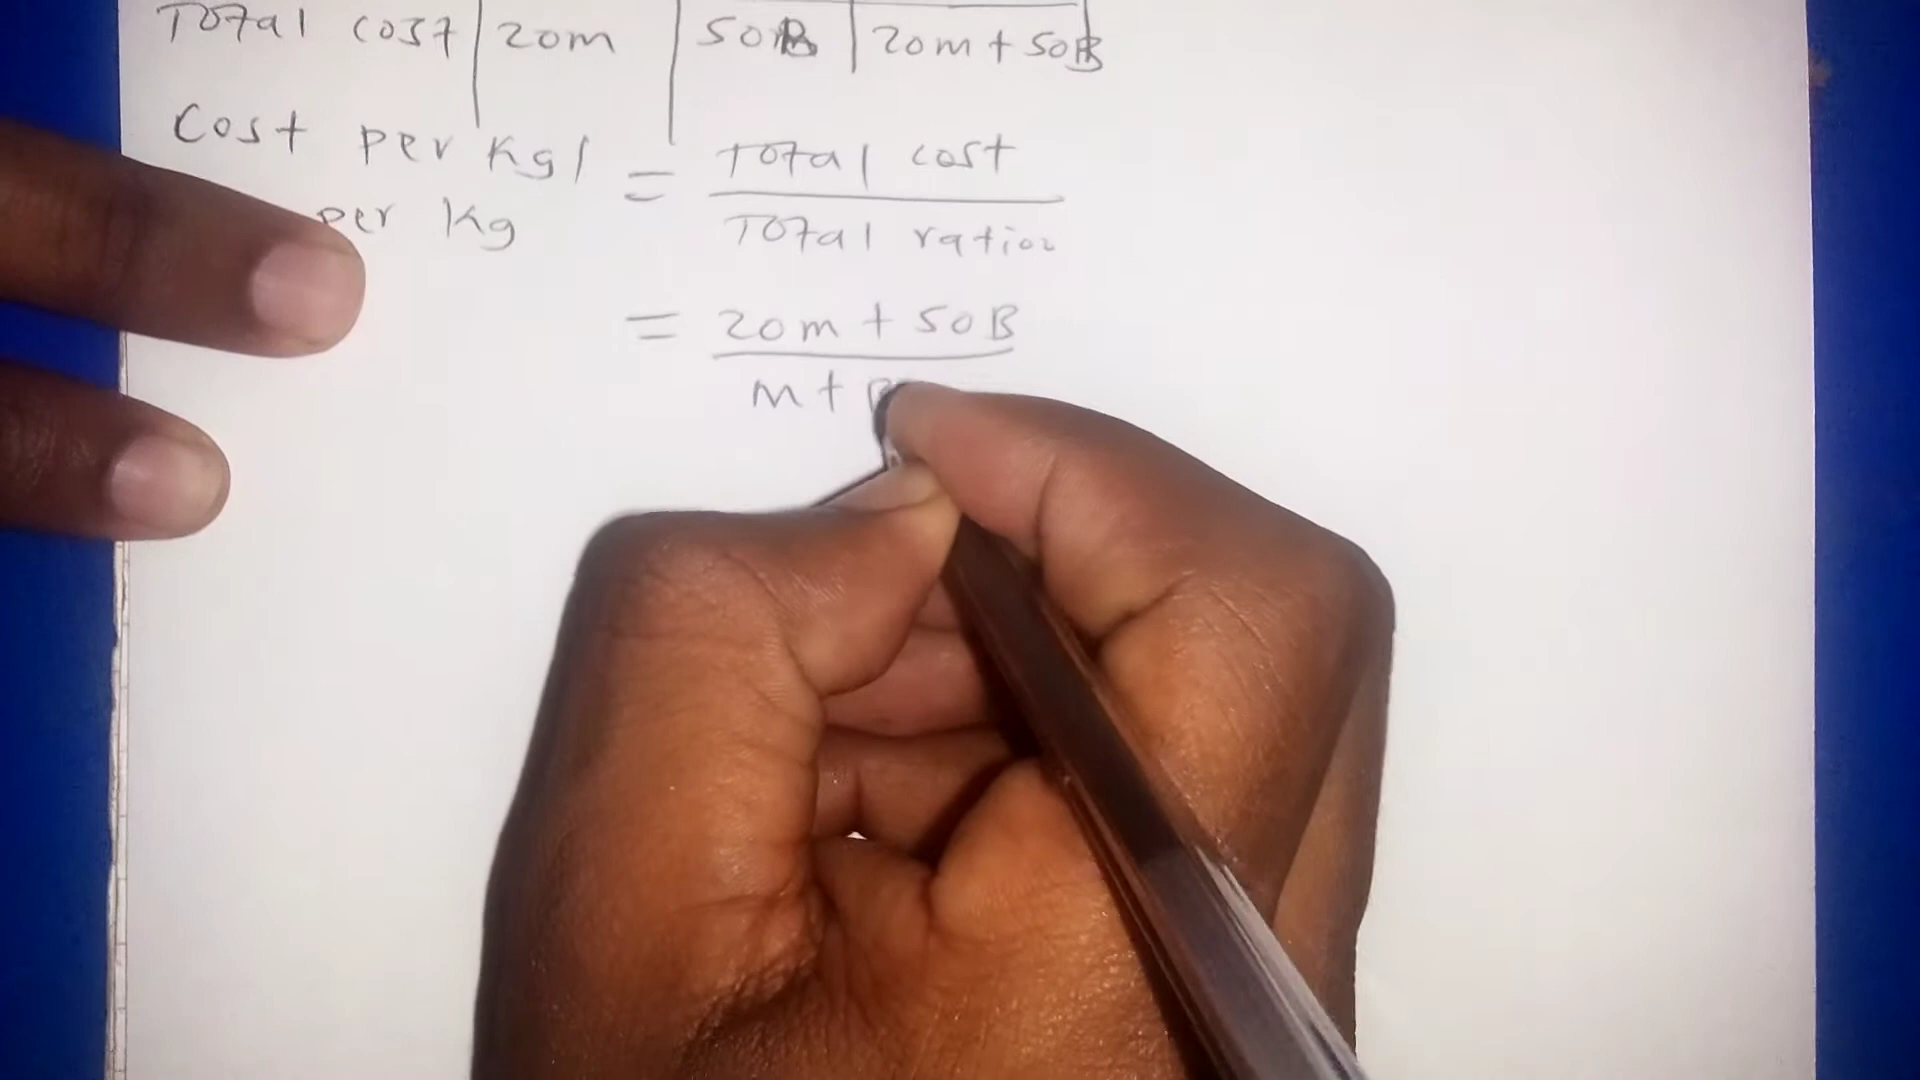 Total cost 20m 50B 20m + 50B
Cost per kg/ = Total cost
per kg Total ratio
= 20m + 50B
m + B